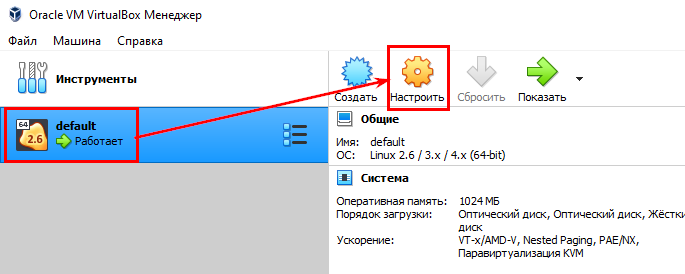 Oracle VM VirtualBox Менеджер
Файл Машина Справка
Инструменты
Создать Настроить Сбросить Показать
64
2.6
default
Работает
Общие
Имя: default
ОС: Linux 2.6 / 3.x / 4.x (64-bit)
Система
Оперативная память: 1024 МБ
Порядок загрузки: Оптический диск, Оптический диск, Жёстки
диск
Ускорение: VT-x/AMD-V, Nested Paging, PAE/NX,
Паравиртуализация KVM